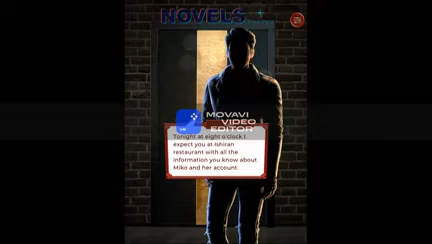 NOVELS
MOVAVI
VIDEO
EDITOR
Tonight at eight o'clock I
expect you at Ishiran
restaurant with all the
information you know about
Miko and her account.